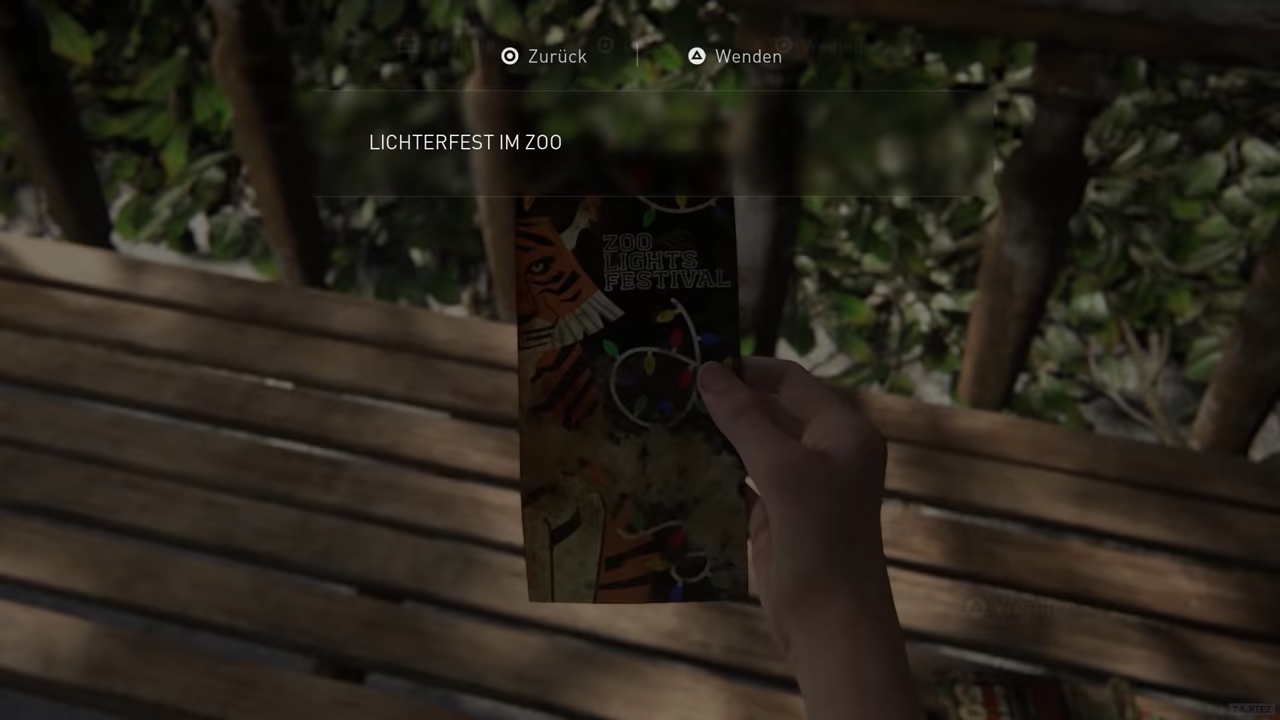 Zurück
Wenden
LICHTERFEST IM ZOO
ZOO
LIGHTS
FESTIVAL